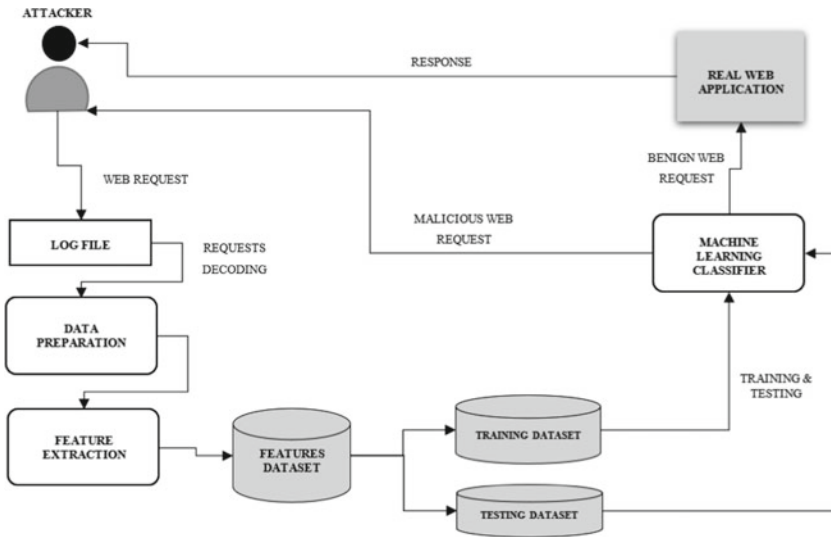 ATTACKER
RESPONSE
REAL WEB
APPLICATION
WEB REQUEST
BENIGN WEB
REQUEST
MALICIOUS WEB
REQUEST
LOG FILE
REQUESTS
DECODING
MACHINE
LEARNING
CLASSIFIER
DATA
PREPARATION
TRAINING &
TESTING
FEATURE
EXTRACTION
FEATURES
DATASET
TRAINING DATASET
TESTING DATASET